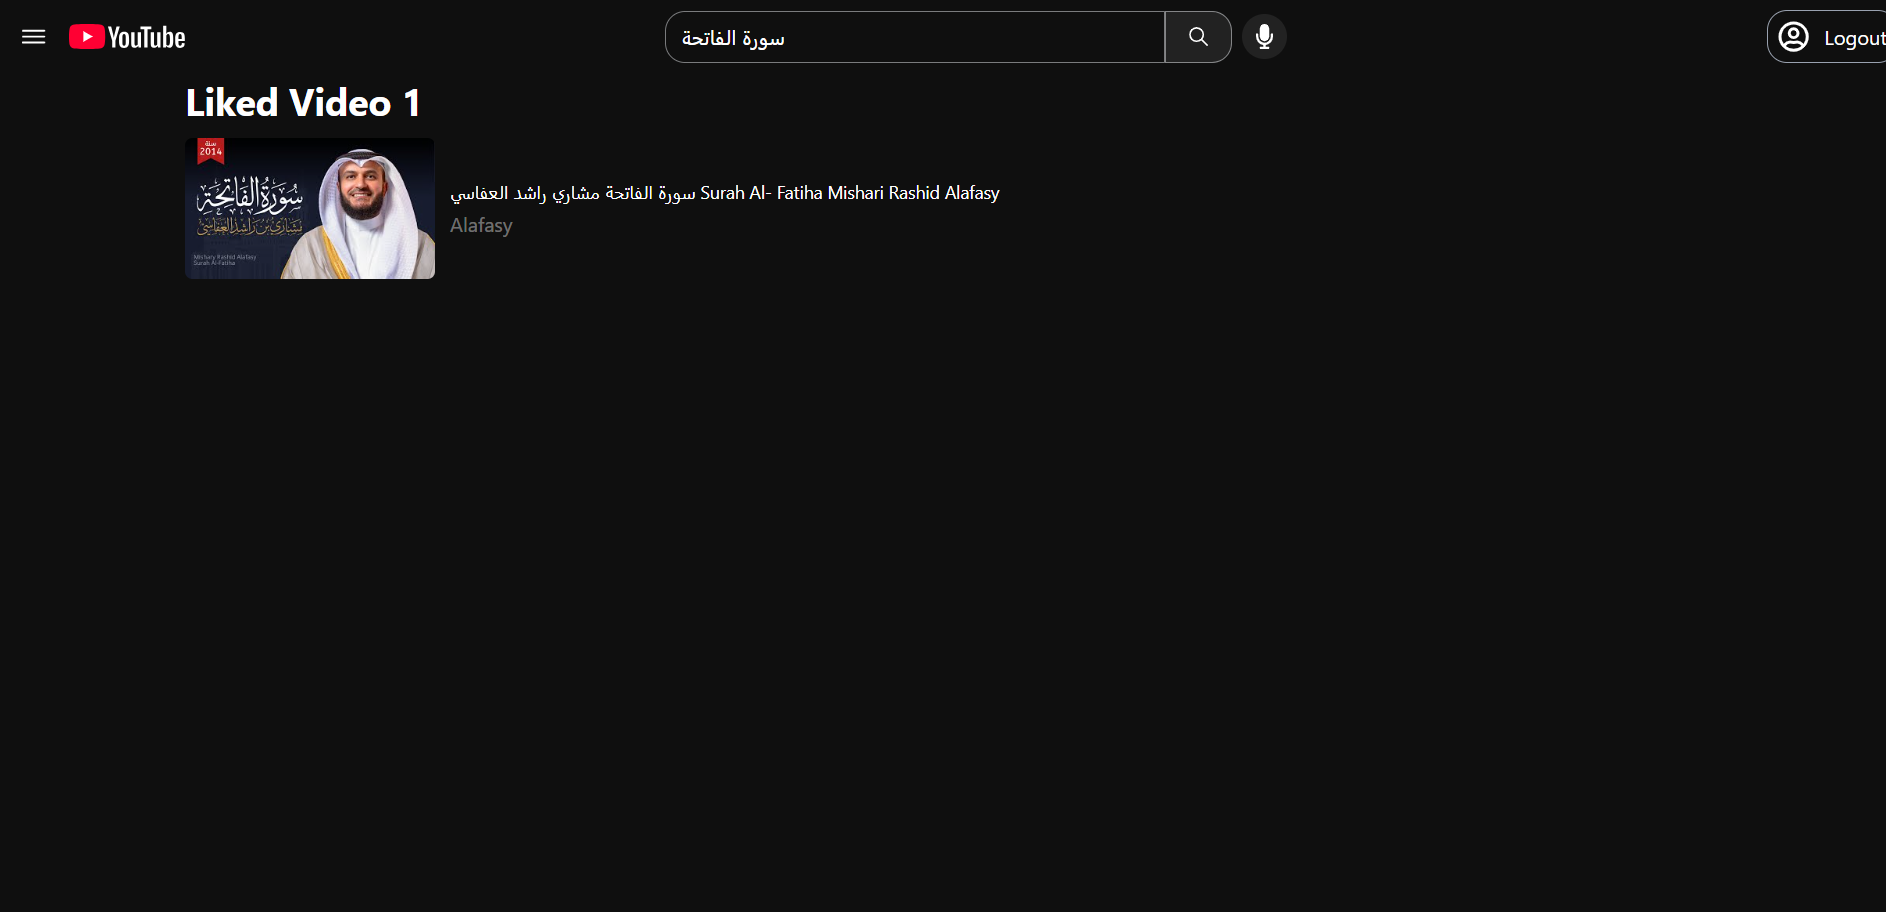 YouTube
سورة الفاتحة
Logout
Liked Video 1
سنة
2014
سُورَةُ الفَاتِحَةِ
مشاري بن راشد العفاسي
Mishary Rashid Alafasy
Surah Al-Fatiha
سورة الفاتحة مشاري راشد العفاسي Surah Al- Fatiha Mishari Rashid Alafasy
Alafasy